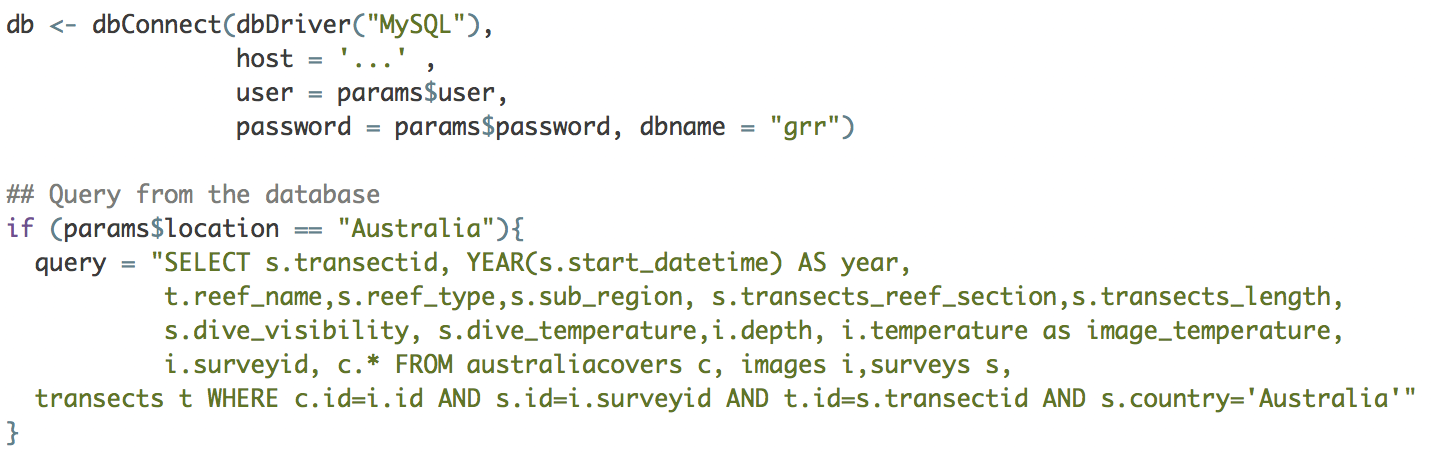 db <- dbConnect(dbDriver("MySQL"),
                host = '...' ,
                user = params$user,
                password = params$password, dbname = "grr")

## Query from the database
if (params$location == "Australia"){
  query = "SELECT s.transectid, YEAR(s.start_datetime) AS year,
           t.reef_name,s.reef_type,s.sub_region, s.transects_reef_section,s.transects_length,
           s.dive_visibility, s.dive_temperature,i.depth, i.temperature as image_temperature,
           i.surveyid, c.* FROM australiacovers c, images i,surveys s,
  transects t WHERE c.id=i.id AND s.id=i.surveyid AND t.id=s.transectid AND s.country='Australia'"
}